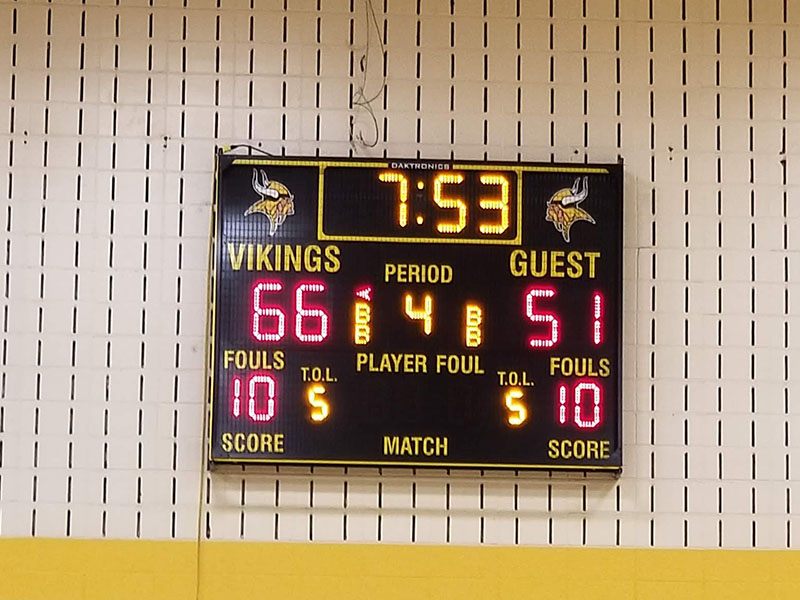 DAKTRONICS
7:53
VIKINGS PERIOD GUEST
66 B B 4 B B 51
FOULS PLAYER FOUL FOULS
10 T.O.L. 5 T.O.L. 5 10
SCORE MATCH SCORE